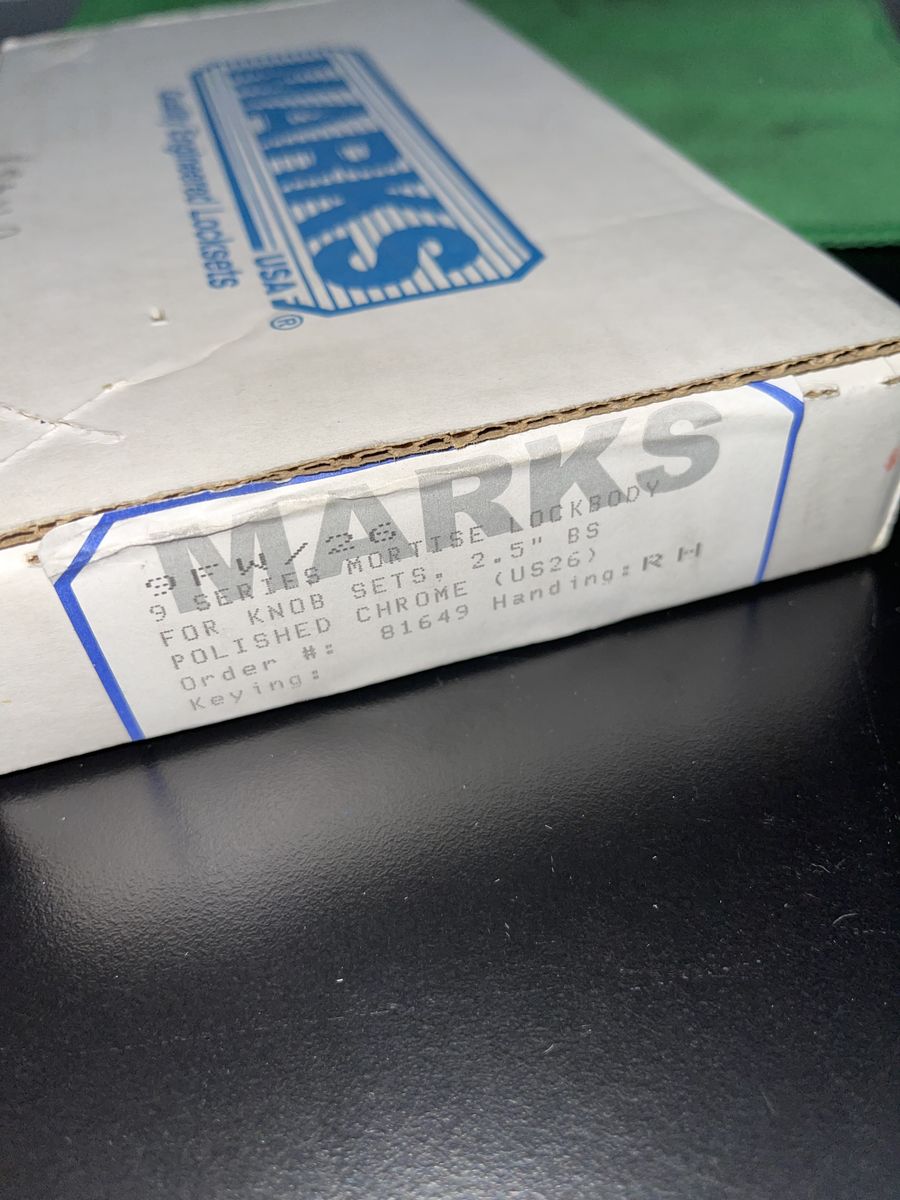 MARKS
USA
®
Quality Engineered Locksets
MARKS
9FW/26
9 SERIES MORTISE LOCKBODY
FOR KNOB SETS, 2.5" BS
POLISHED CHROME (US26)
Order #: 81649 Handing: RH
Keying: